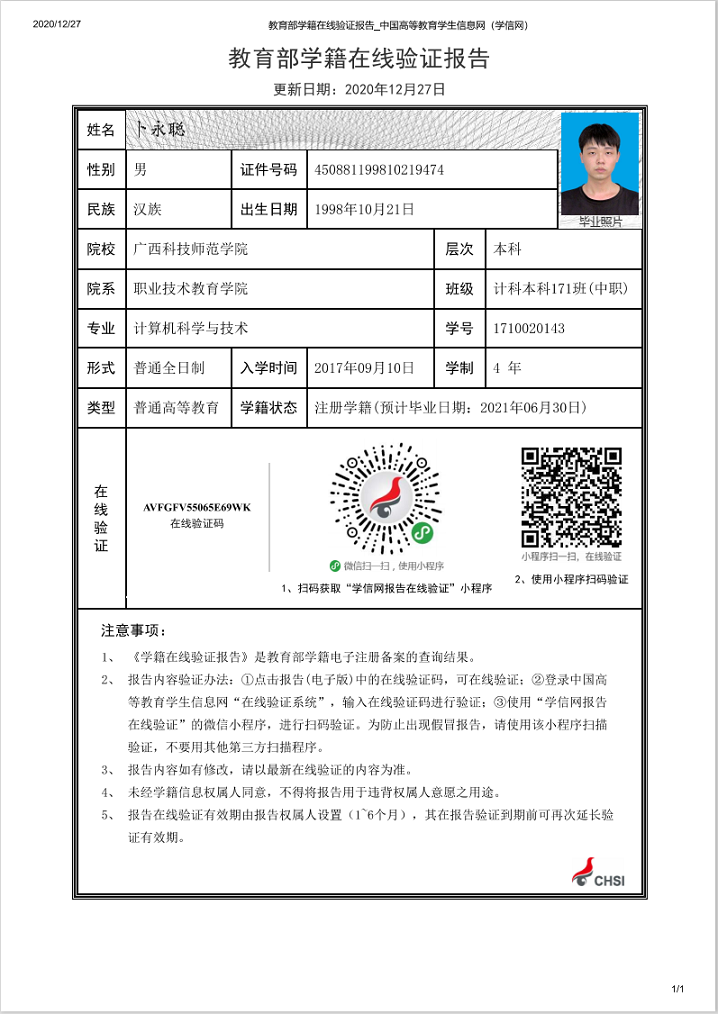 2020/12/27 教育部学籍在线验证报告_中国高等教育学生信息网（学信网）
教育部学籍在线验证报告
更新日期：2020年12月27日
姓名 卜永聪
性别 男 证件号码 450881199810219474
民族 汉族 出生日期 1998年10月21日
毕业照片
院校 广西科技师范学院 层次 本科
院系 职业技术教育学院 班级 计科本科171班(中职)
专业 计算机科学与技术 学号 1710020143
形式 普通全日制 入学时间 2017年09月10日 学制 4 年
类型 普通高等教育 学籍状态 注册学籍(预计毕业日期：2021年06月30日)
在线验证
AVFGFV55065E69WK
在线验证码
微信扫一扫，使用小程序
1、扫码获取“学信网报告在线验证”小程序
小程序扫一扫，在线验证
2、使用小程序扫码验证
注意事项：
1、 《学籍在线验证报告》是教育部学籍电子注册备案的查询结果。
2、 报告内容验证办法：①点击报告(电子版)中的在线验证码，可在线验证；②登录中国高
等教育学生信息网“在线验证系统”，输入在线验证码进行验证；③使用“学信网报告
在线验证”的微信小程序，进行扫码验证。为防止出现假冒报告，请使用该小程序扫描
验证，不要用其他第三方扫描程序。
3、 报告内容如有修改，请以最新在线验证的内容为准。
4、 未经学籍信息权属人同意，不得将报告用于违背权属人意愿之用途。
5、 报告在线验证有效期由报告权属人设置（1~6个月），其在报告验证到期前可再次延长验
证有效期。
CHSI
1/1